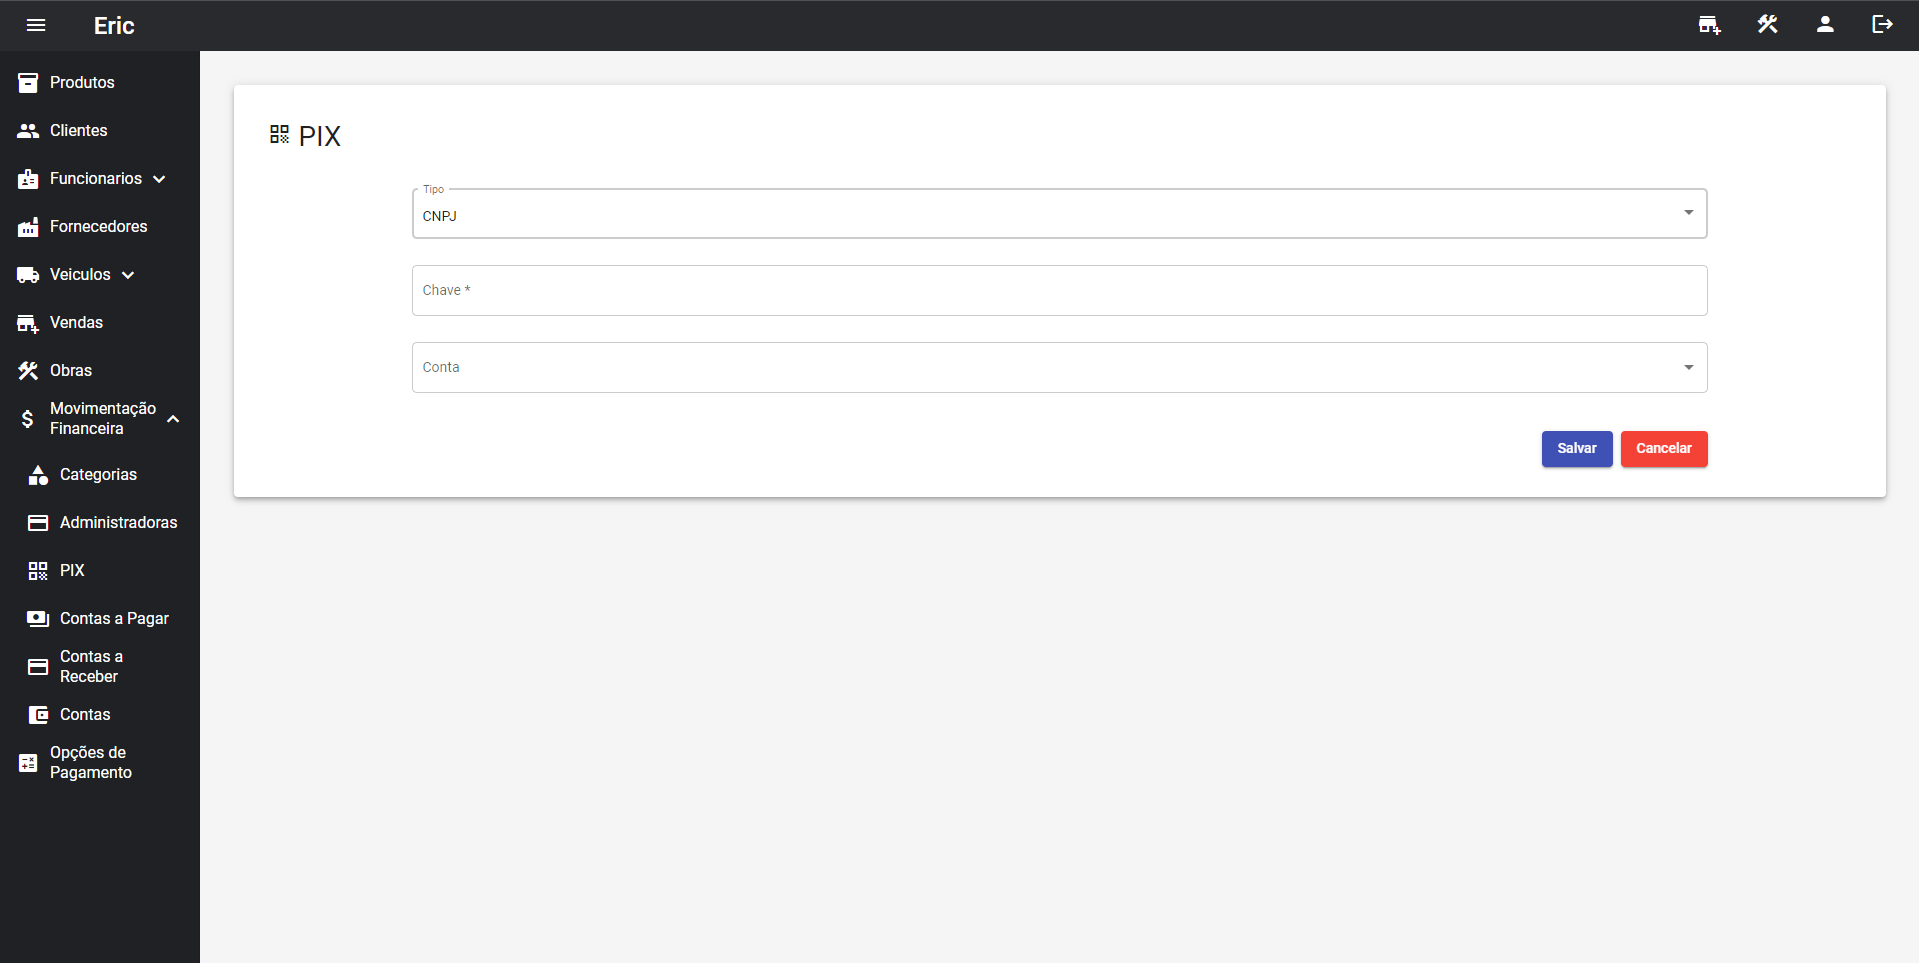 Eric
Produtos
Clientes
Funcionarios
Fornecedores
Veiculos
Vendas
Obras
Movimentação
Financeira
Categorias
Administradoras
PIX
Contas a Pagar
Contas a
Receber
Contas
Opções de
Pagamento
PIX
Tipo
CNPJ
Chave *
Conta
Salvar
Cancelar